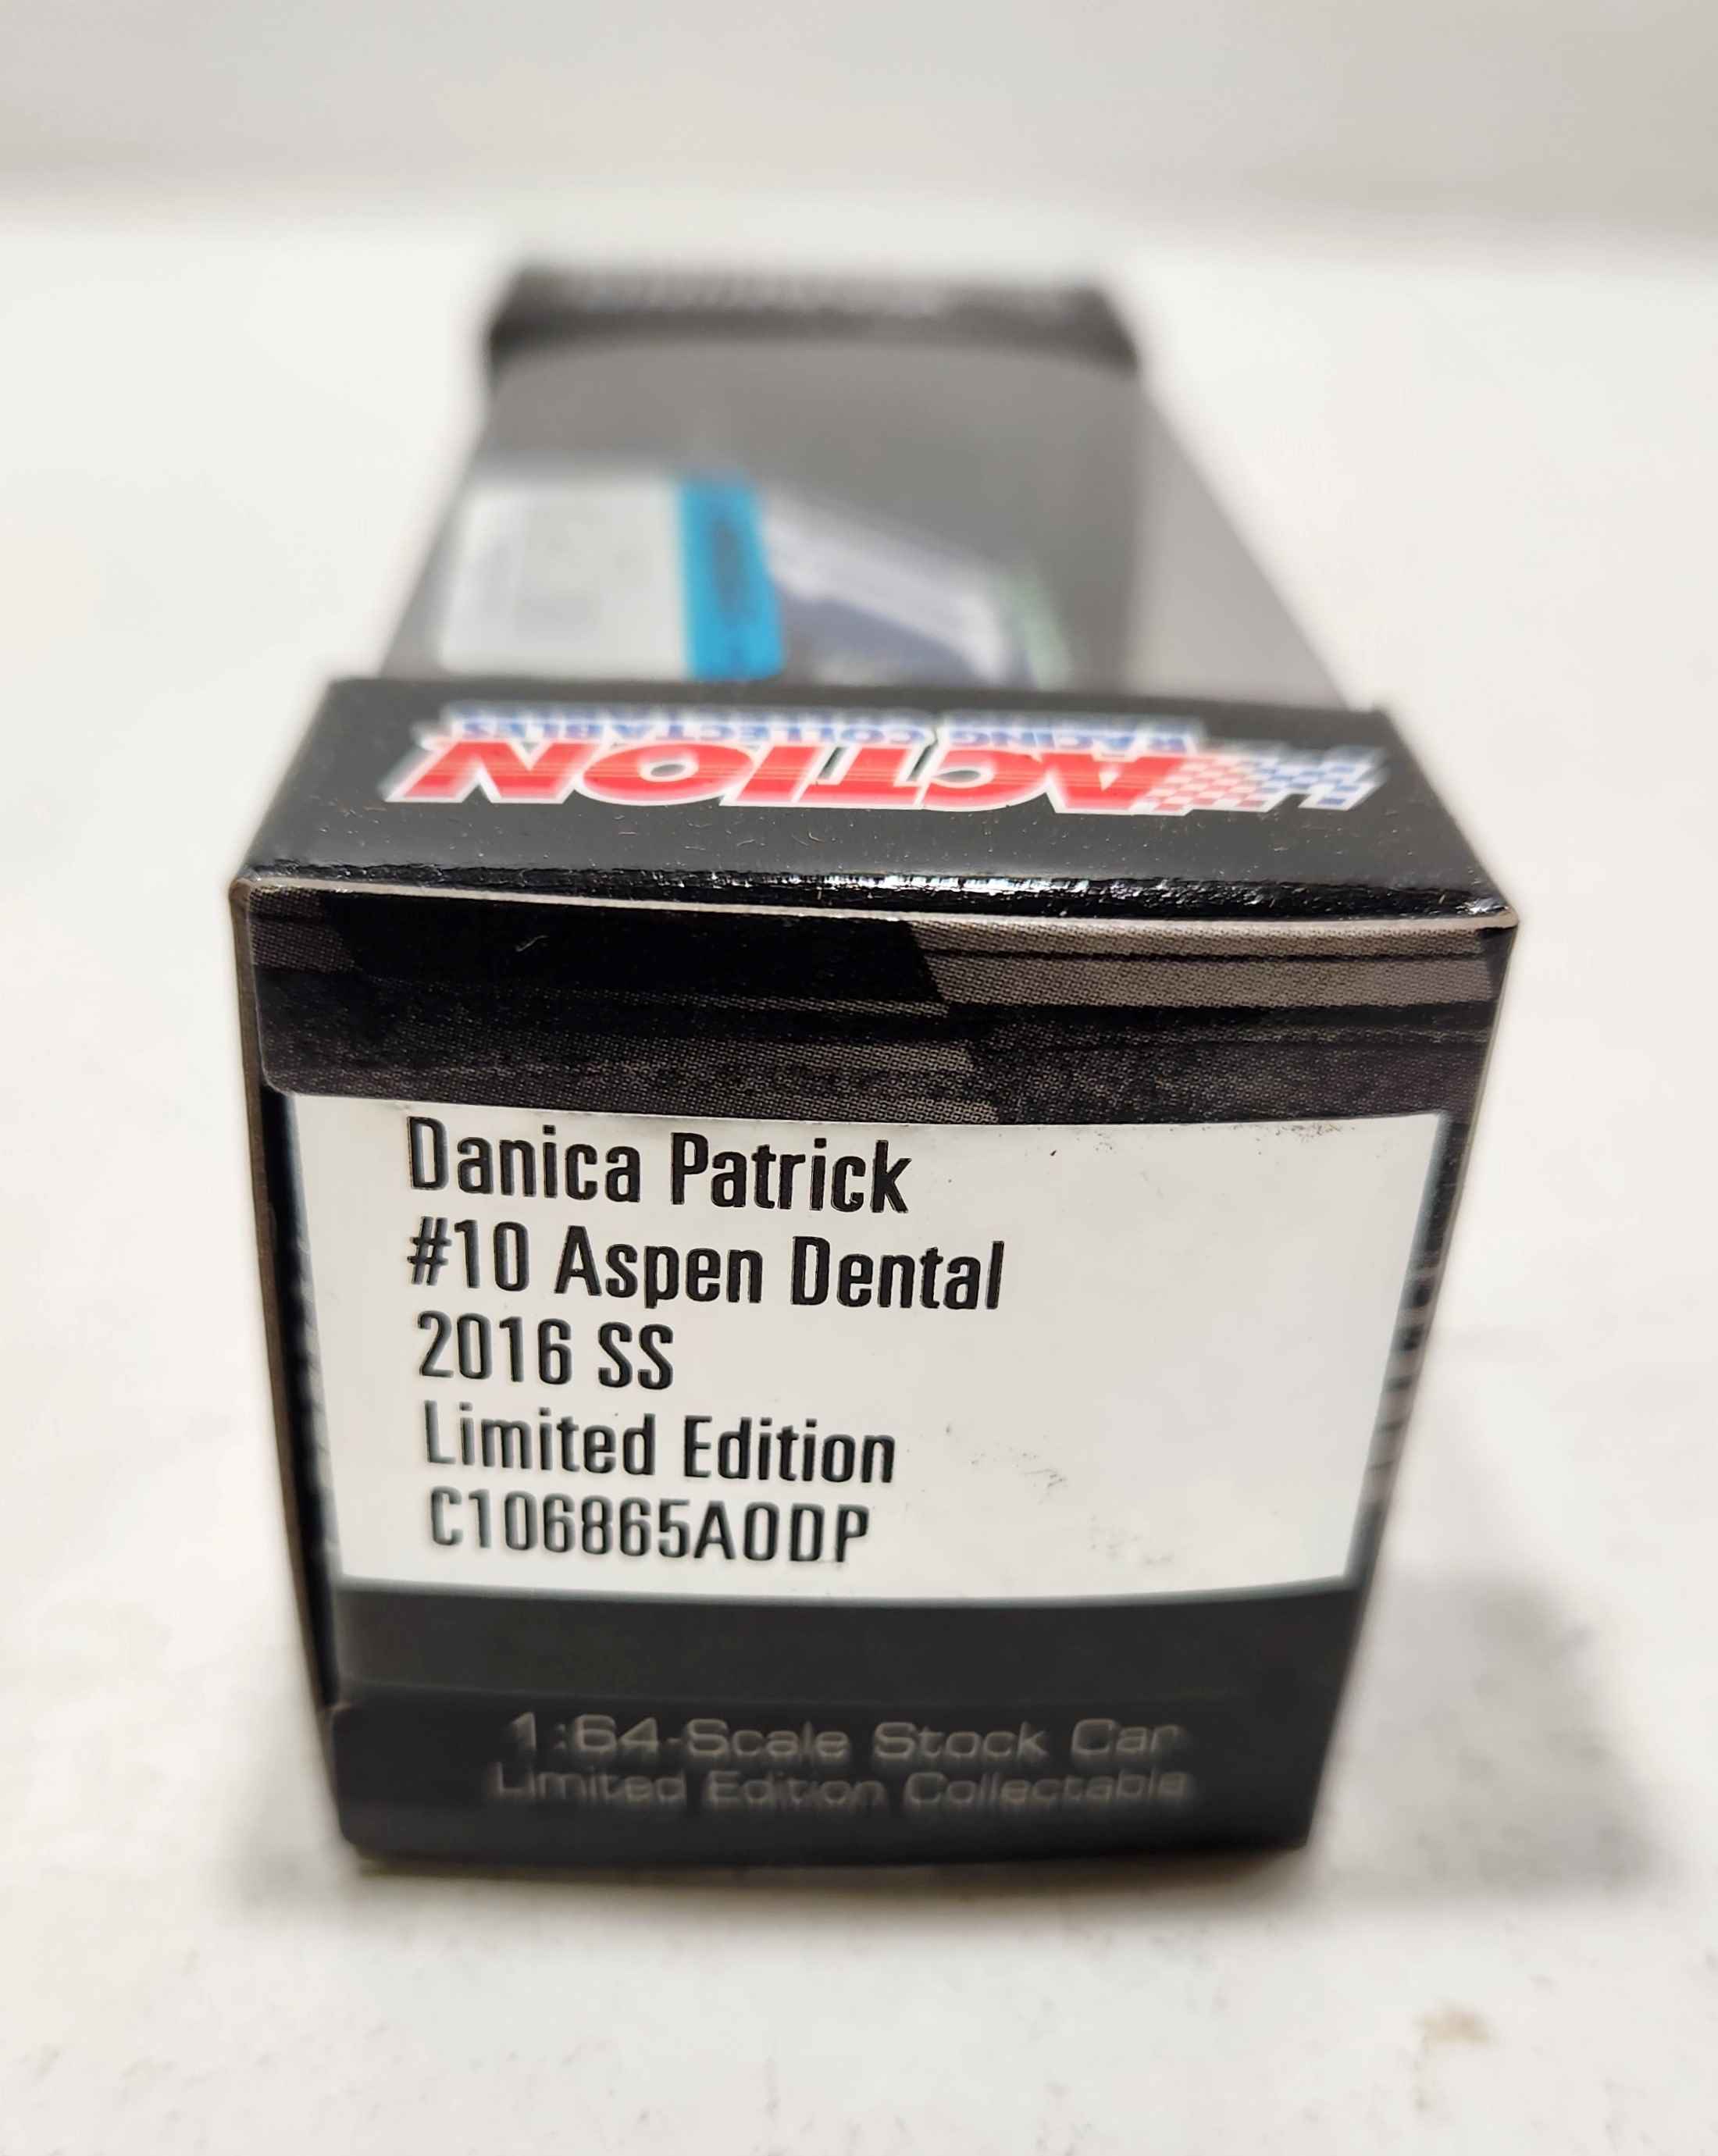 ACTION
RACING COLLECTABLES
Danica Patrick
#10 Aspen Dental
2016 SS
Limited Edition
C106865AODP
1:64-Scale Stock Car
Limited Edition Collectable